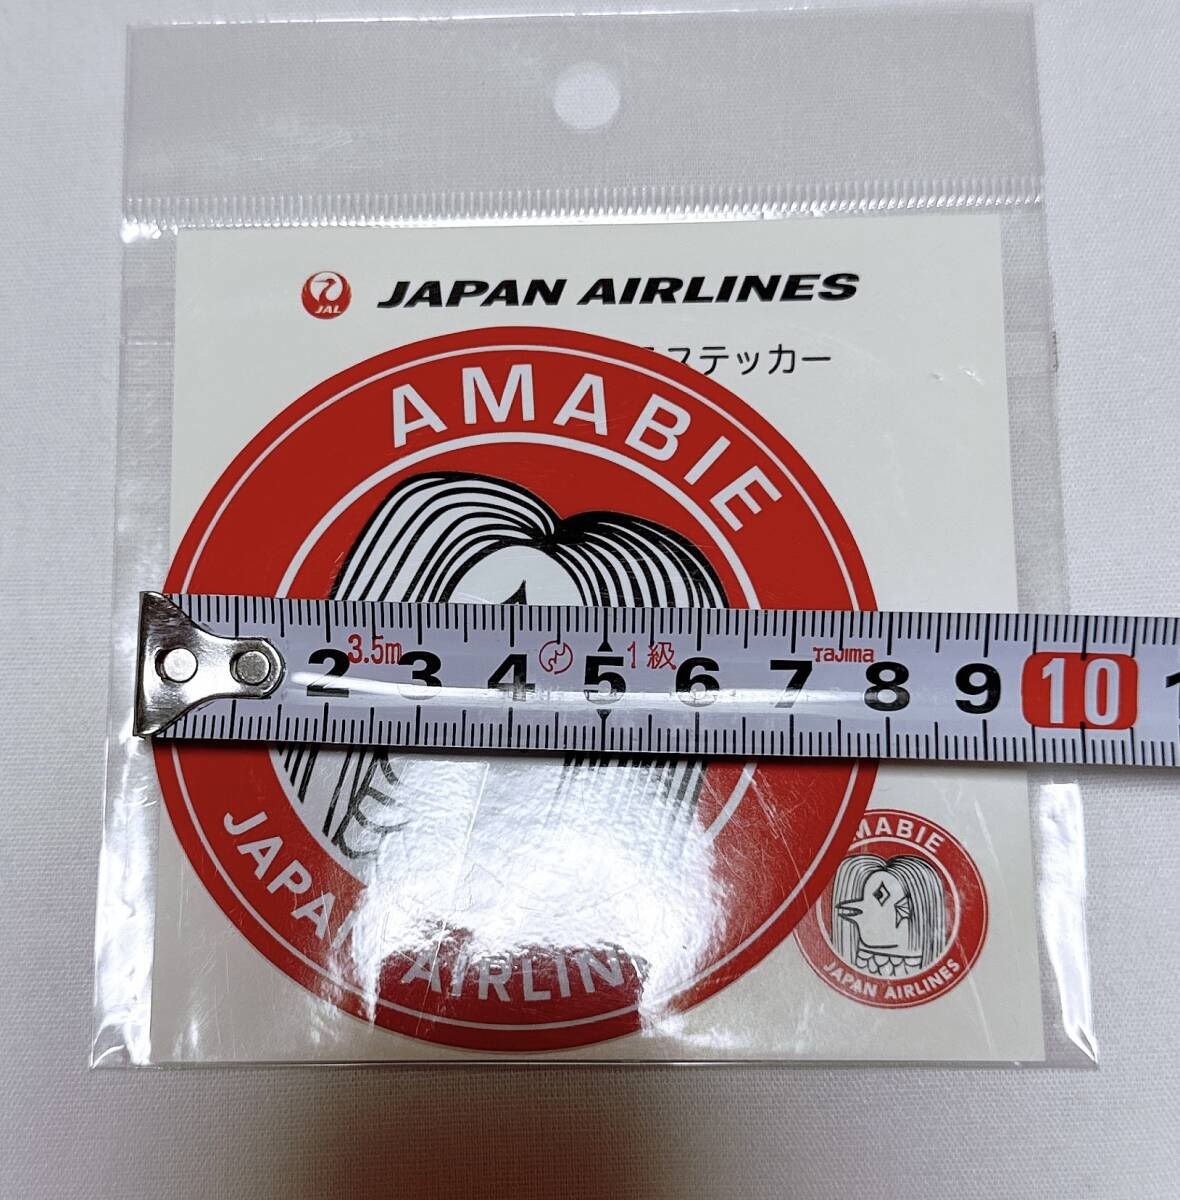 JAL
JAPAN AIRLINES
ステッカー
AMABIE
3.5m
1級
Tajima
2 3 4 5 6 7 8 9 10
JAPAN AIRLIN
AMABIE
JAPAN AIRLINES